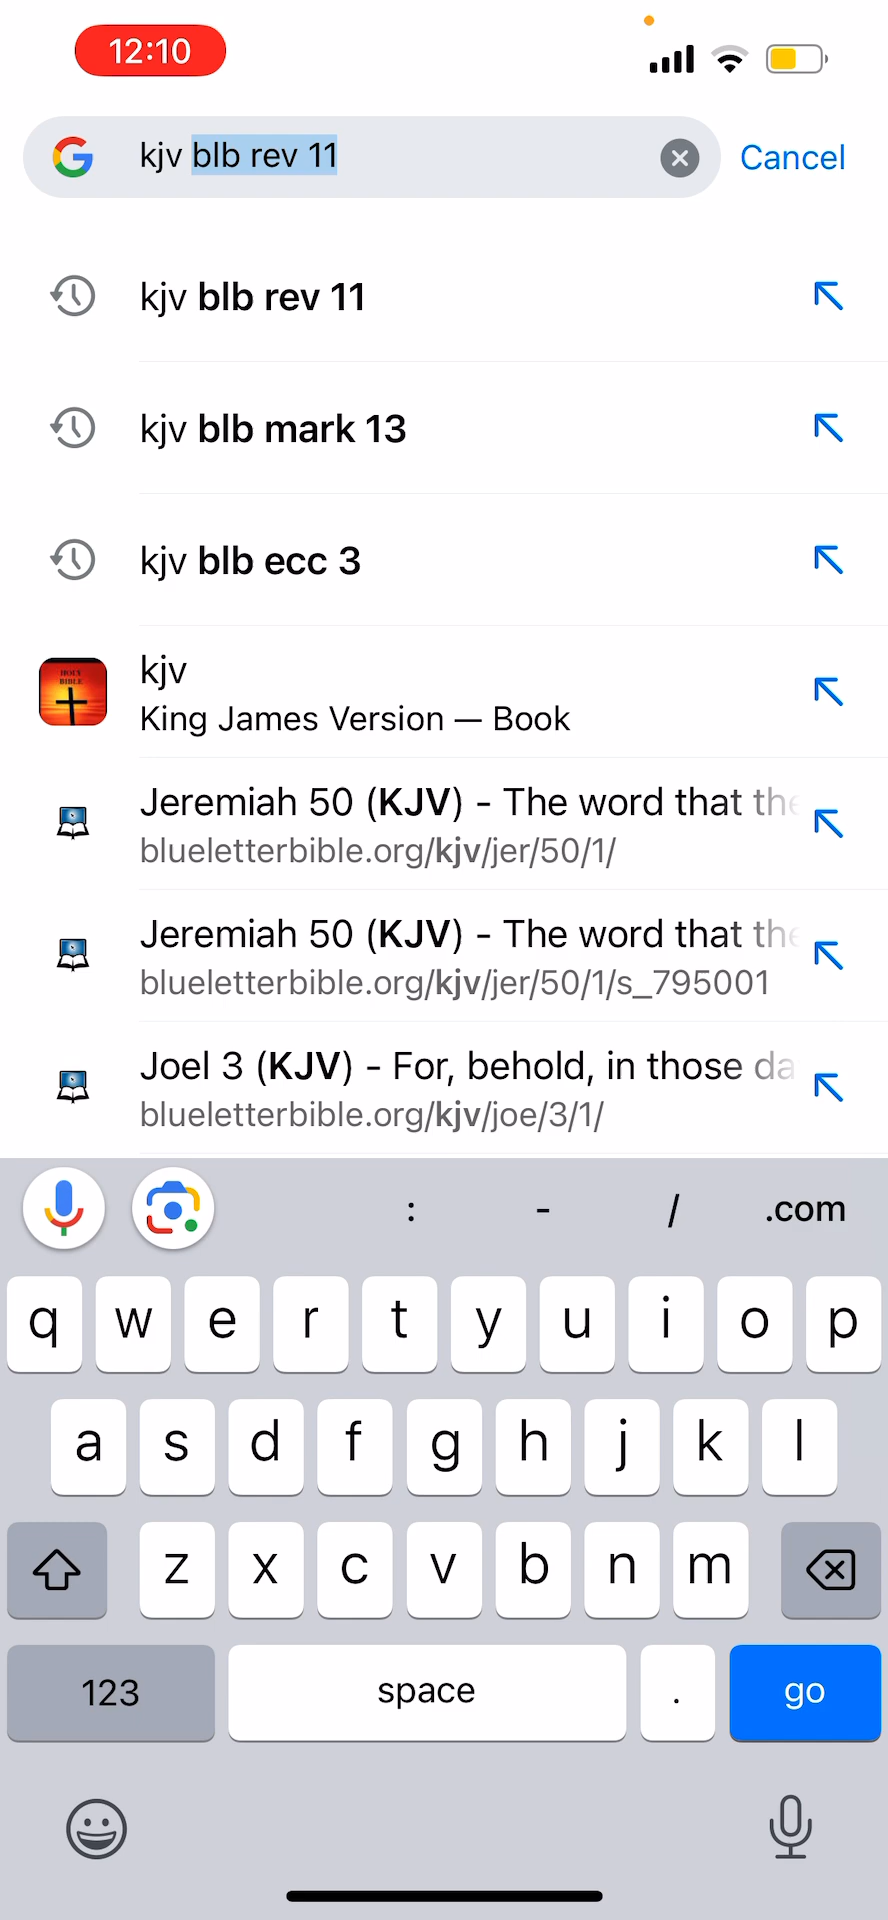 12:10
kjv blb rev 11
Cancel
kjv blb rev 11
kjv blb mark 13
kjv blb ecc 3
HOLY
BIBLE
kjv
King James Version — Book
Jeremiah 50 (KJV) - The word that the
blueletterbible.org/kjv/jer/50/1/
Jeremiah 50 (KJV) - The word that the
blueletterbible.org/kjv/jer/50/1/s_795001
Joel 3 (KJV) - For, behold, in those da
blueletterbible.org/kjv/joe/3/1/
: - / .com
q w e r t y u i o p
a s d f g h j k l
z x c v b n m
123 space . go